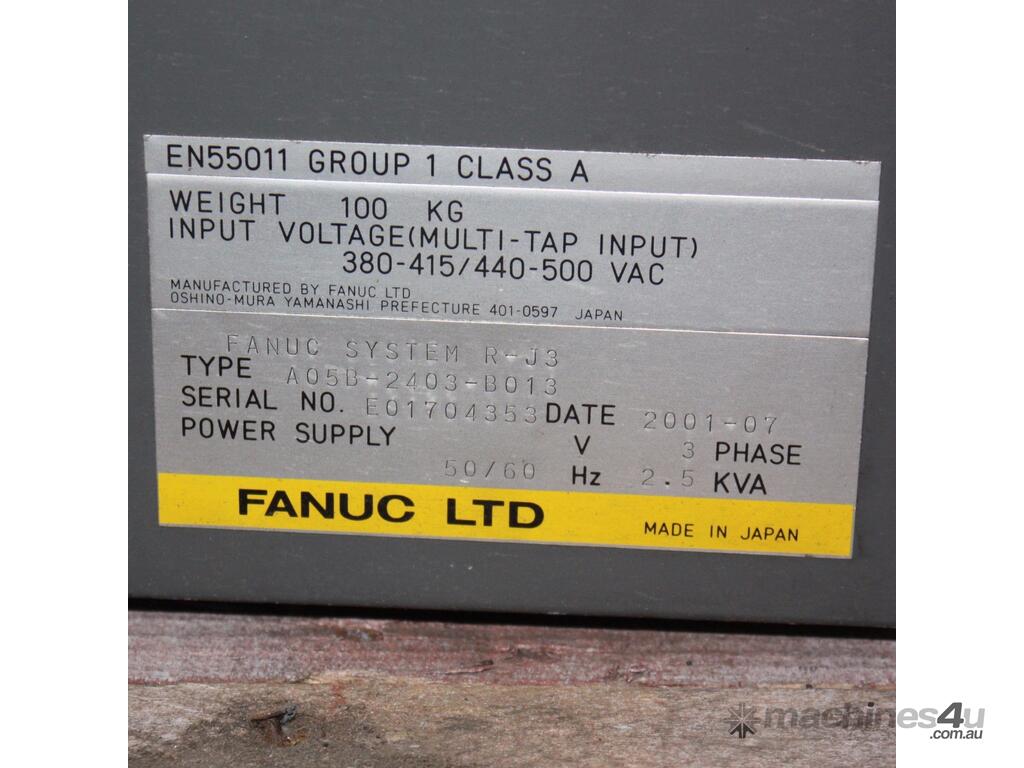 EN55011 GROUP 1 CLASS A
WEIGHT 100 KG
INPUT VOLTAGE(MULTI-TAP INPUT)
380-415/440-500 VAC
MANUFACTURED BY FANUC LTD
OSHINO-MURA YAMANASHI PREFECTURE 401-0597 JAPAN
FANUC SYSTEM R-J3
TYPE A05B-2403-B013
SERIAL NO. E01704353 DATE 2001-07
POWER SUPPLY V 3 PHASE
50/60 Hz 2.5 KVA
FANUC LTD MADE IN JAPAN
machines4u
.com.au